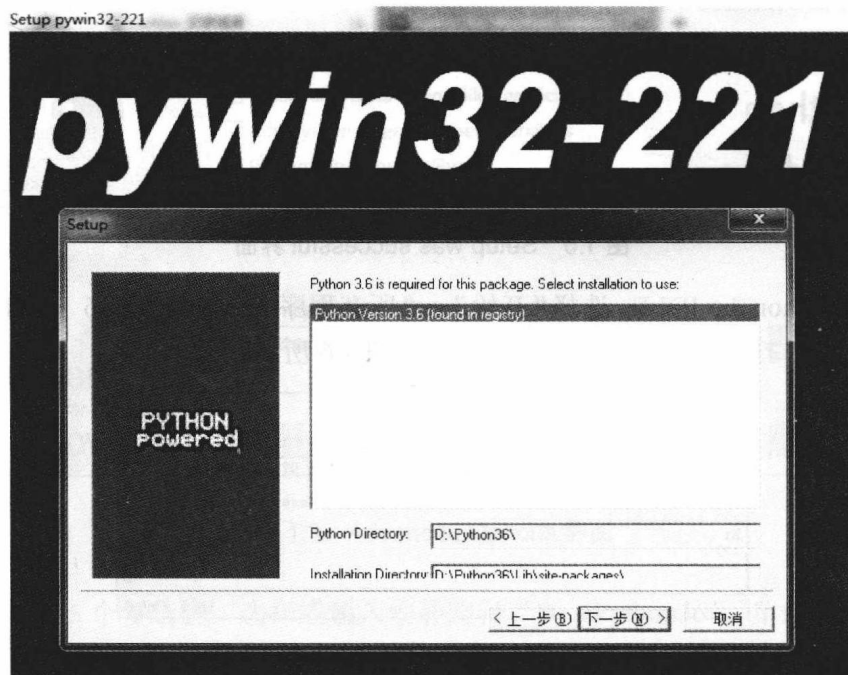 Setup pywin32-221
pywin32-221
Setup
Python 3.6 is required for this package. Select installation to use:
Python Version 3.6 (found in registry)
PYTHON
powered
Python Directory:
D:\Python36\
Installation Directory:
D:\Python36\Lib\site-packages\
< 上一步(B)
下一步(N) >
取消